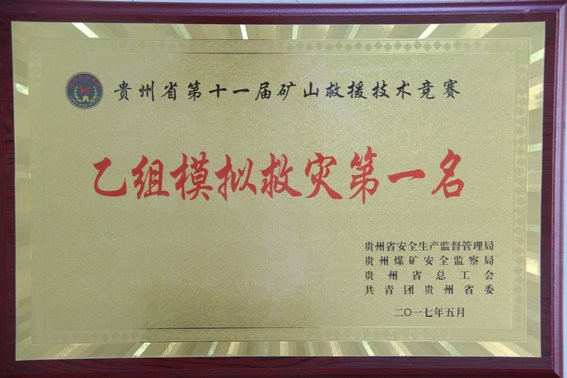 贵州省第十一届矿山救援技术竞赛
乙组模拟救灾第一名
贵州省安全生产监督管理局
贵州煤矿安全监察局
贵州省总工会
共青团贵州省委
二〇一七年五月